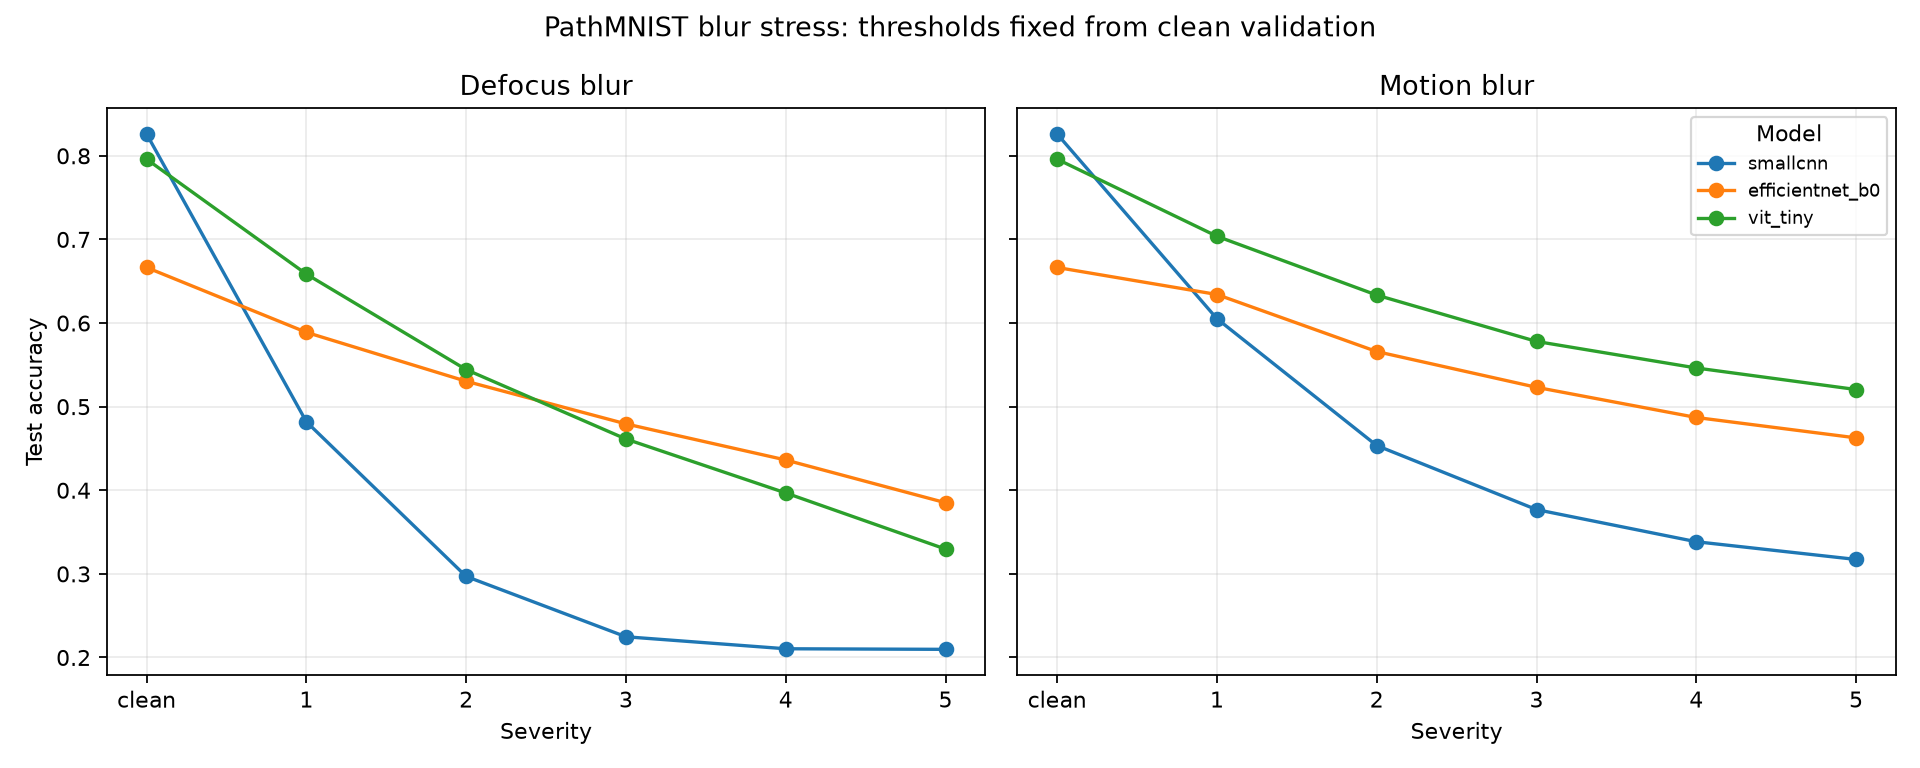 PathMNIST blur stress: thresholds fixed from clean validation
Defocus blur
Test accuracy
0.8
0.7
0.6
0.5
0.4
0.3
0.2
clean 1 2 3 4 5
Severity
Motion blur
Model
smallcnn
efficientnet_b0
vit_tiny
clean 1 2 3 4 5
Severity